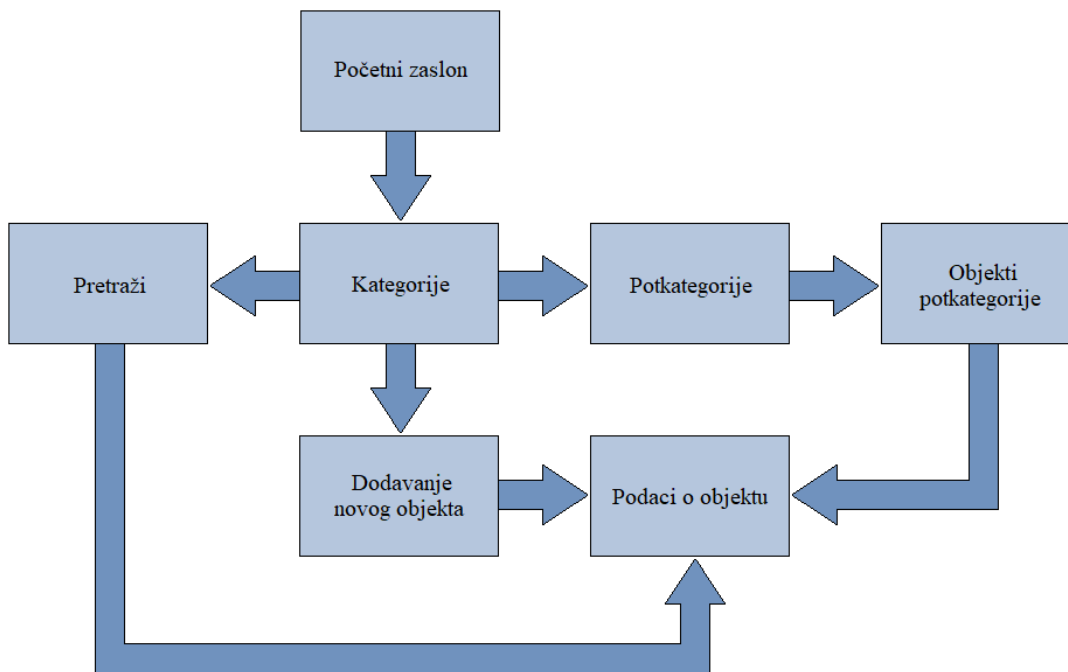 Početni zaslon
Pretraži
Kategorije
Potkategorije
Objekti
potkategorije
Dodavanje
novog objekta
Podaci o objektu